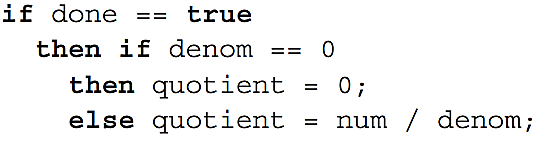 if done == true
then if denom == 0
then quotient = 0;
else quotient = num / denom;